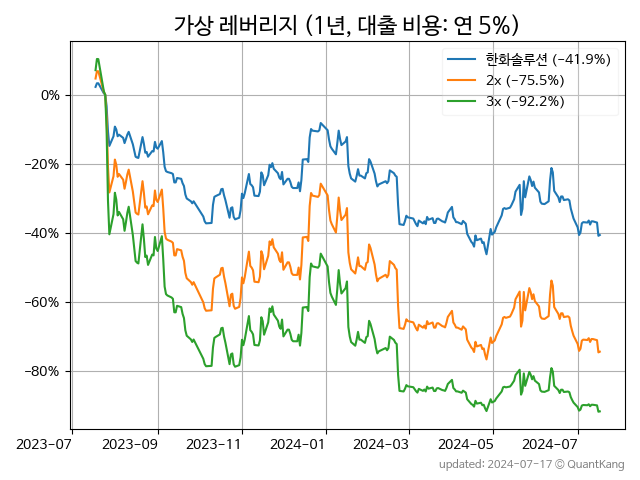 가상 레버리지 (1년, 대출 비용: 연 5%)
한화솔루션 (−41.9%)
2x (−75.5%)
3x (−92.2%)
0%
−20%
−40%
−60%
−80%
2023−07 2023−09 2023−11 2024−01 2024−03 2024−05 2024−07
updated: 2024−07−17 © QuantKang